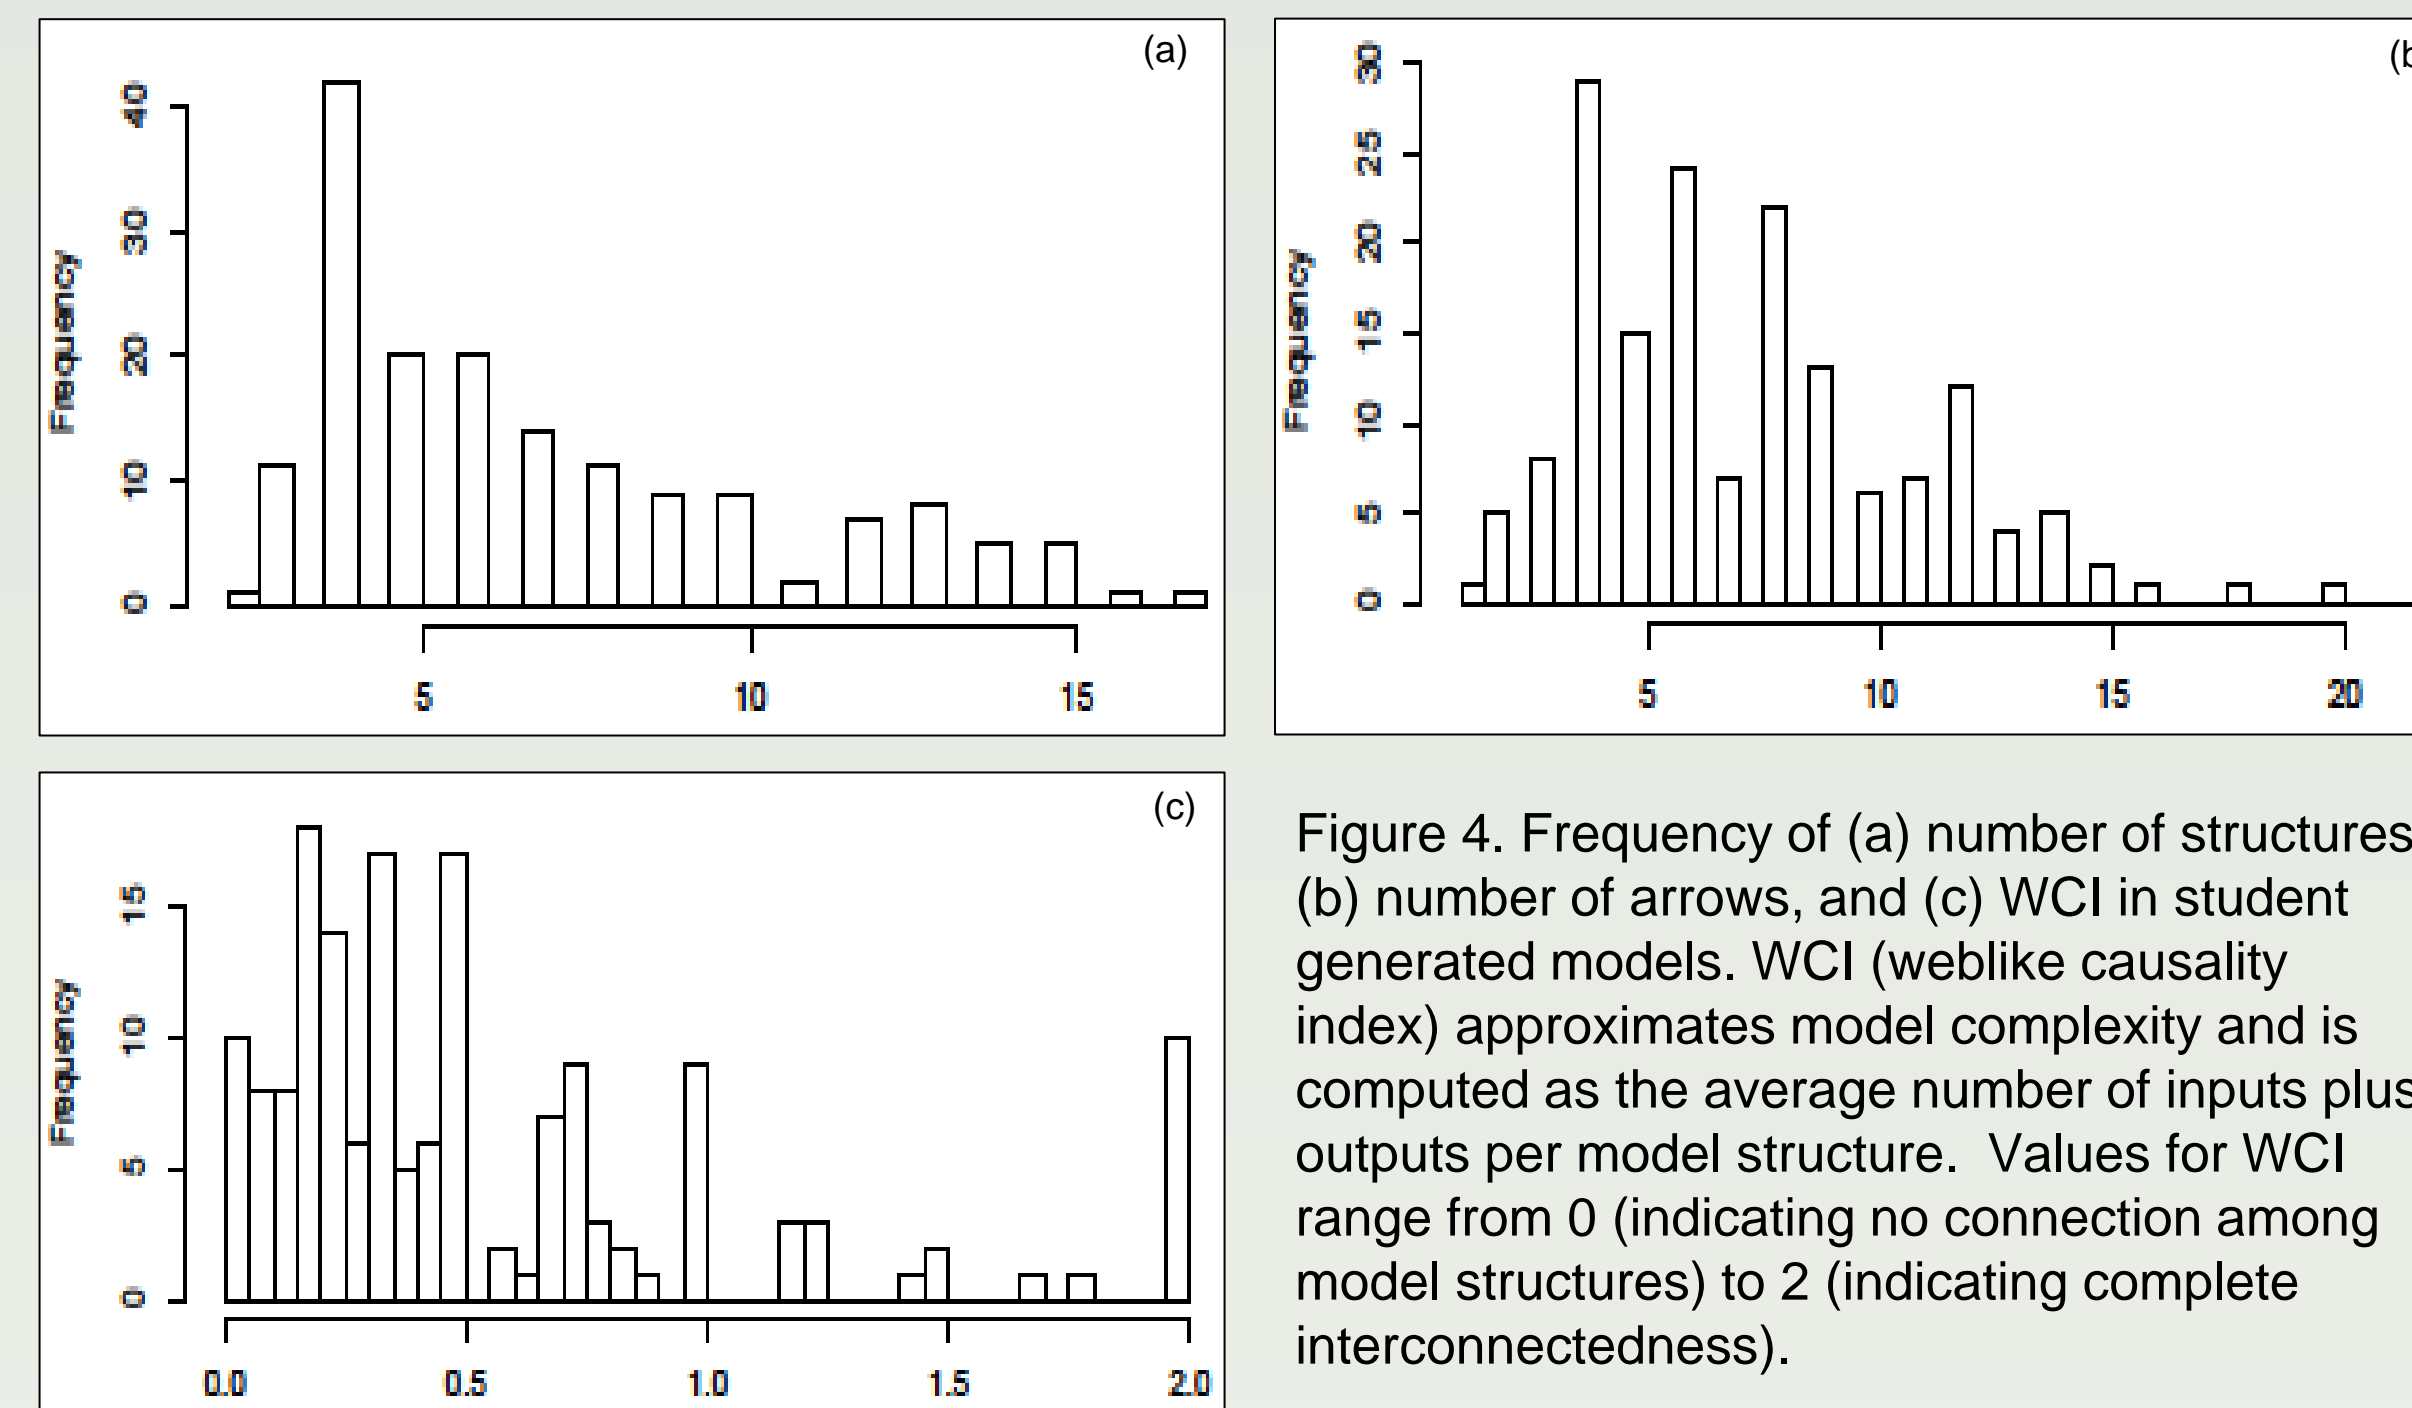 (a)
Frequency
0 10 20 30 40
5 10 15
(b
Frequency
0 5 10 15 20 25 30
5 10 15 20
(c)
Frequency
0 5 10 15
0.0 0.5 1.0 1.5 2.0
Figure 4. Frequency of (a) number of structures
(b) number of arrows, and (c) WCI in student
generated models. WCI (weblike causality
index) approximates model complexity and is
computed as the average number of inputs plus
outputs per model structure.  Values for WCI
range from 0 (indicating no connection among
model structures) to 2 (indicating complete
interconnectedness).